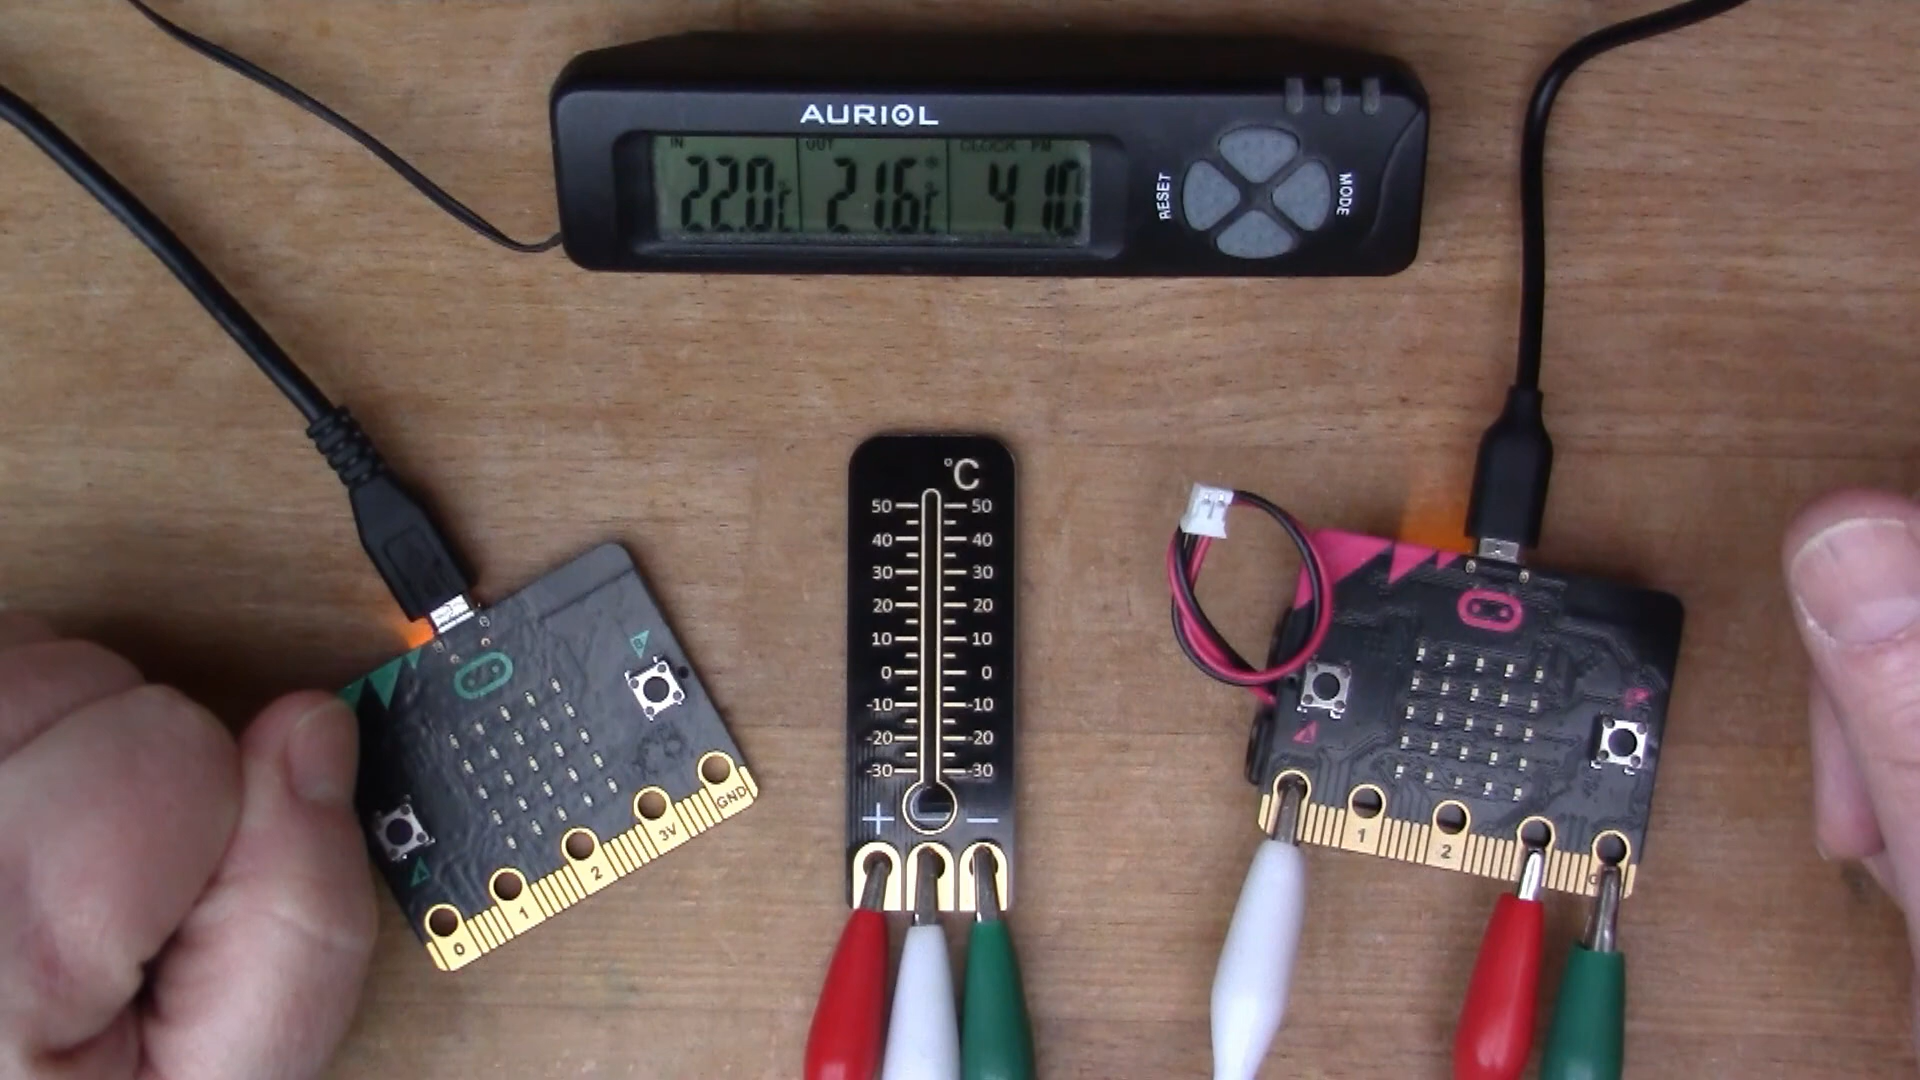 AURIOL
IN OUT CLOCK PM
22.0°C 21.6°C 4 10
RESET
MODE
°C
50 50
40 40
30 30
20 20
10 10
0 0
-10 -10
-20 -20
-30 -30
+ −
B
A
0 1 2 3V GND
A
B
1 2